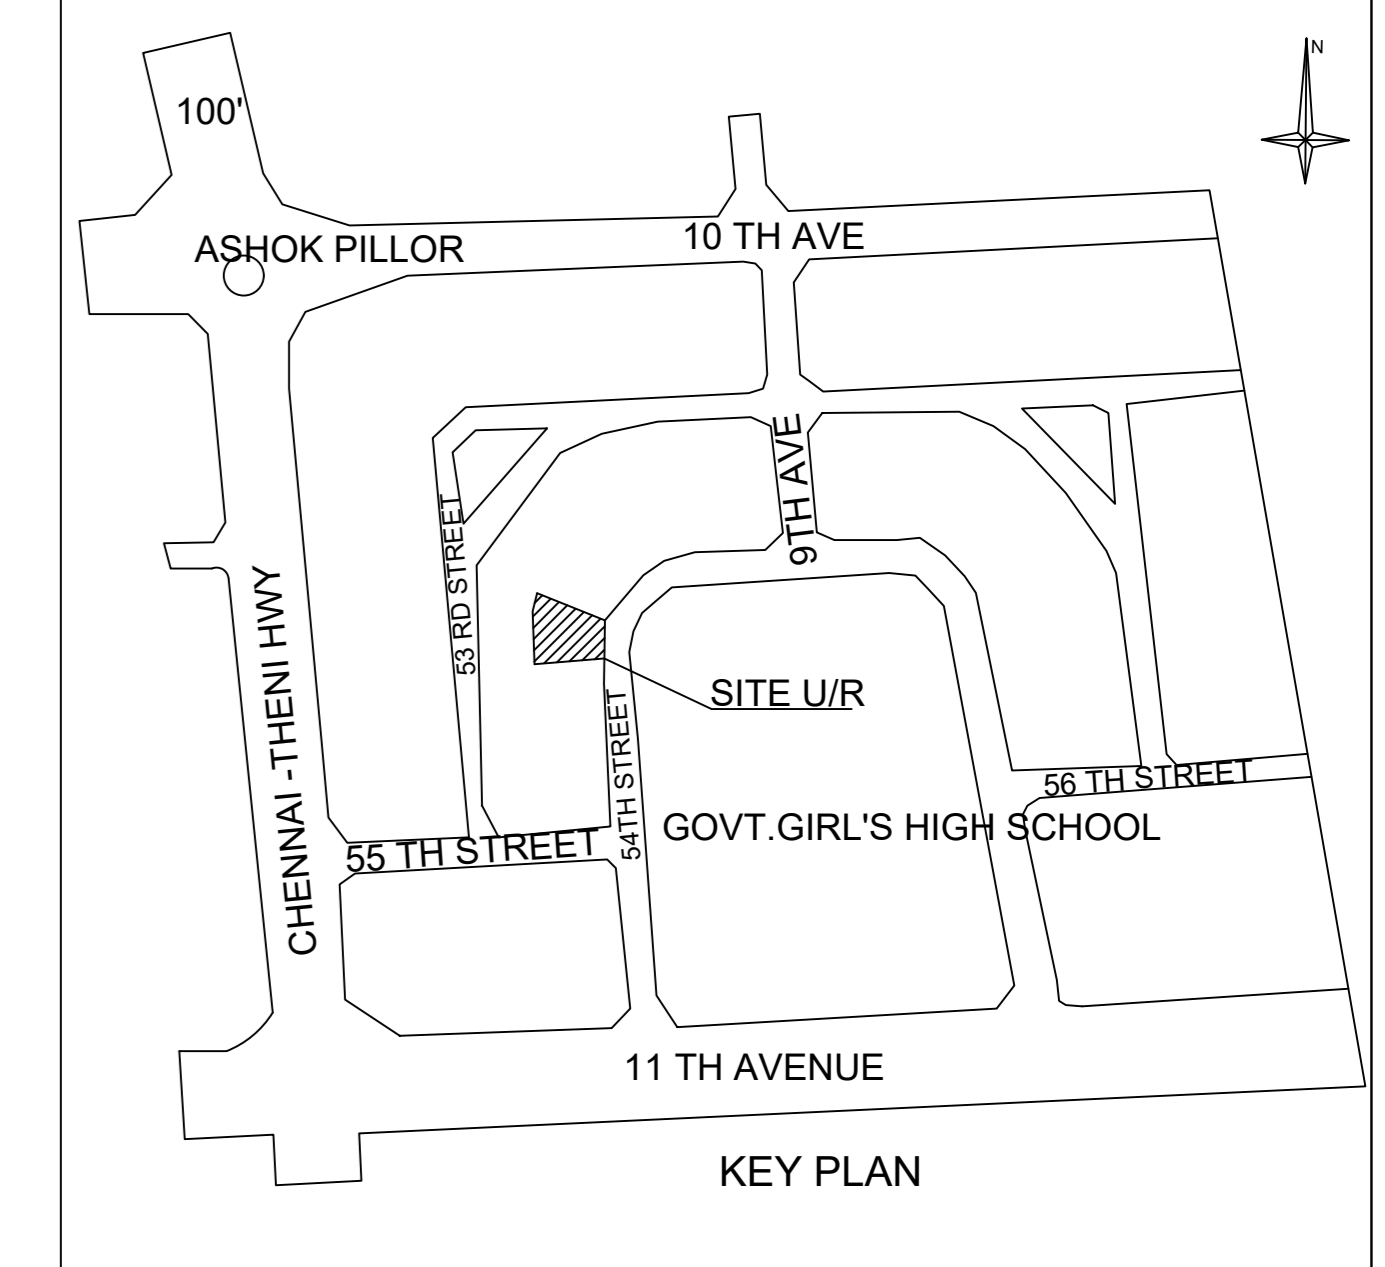 N
100'
ASHOK PILLOR
10 TH AVE
9TH AVE
53 RD STREET
CHENNAI -THENI HWY
SITE U/R
54TH STREET
56 TH STREET
GOVT.GIRL'S HIGH SCHOOL
55 TH STREET
11 TH AVENUE
KEY PLAN